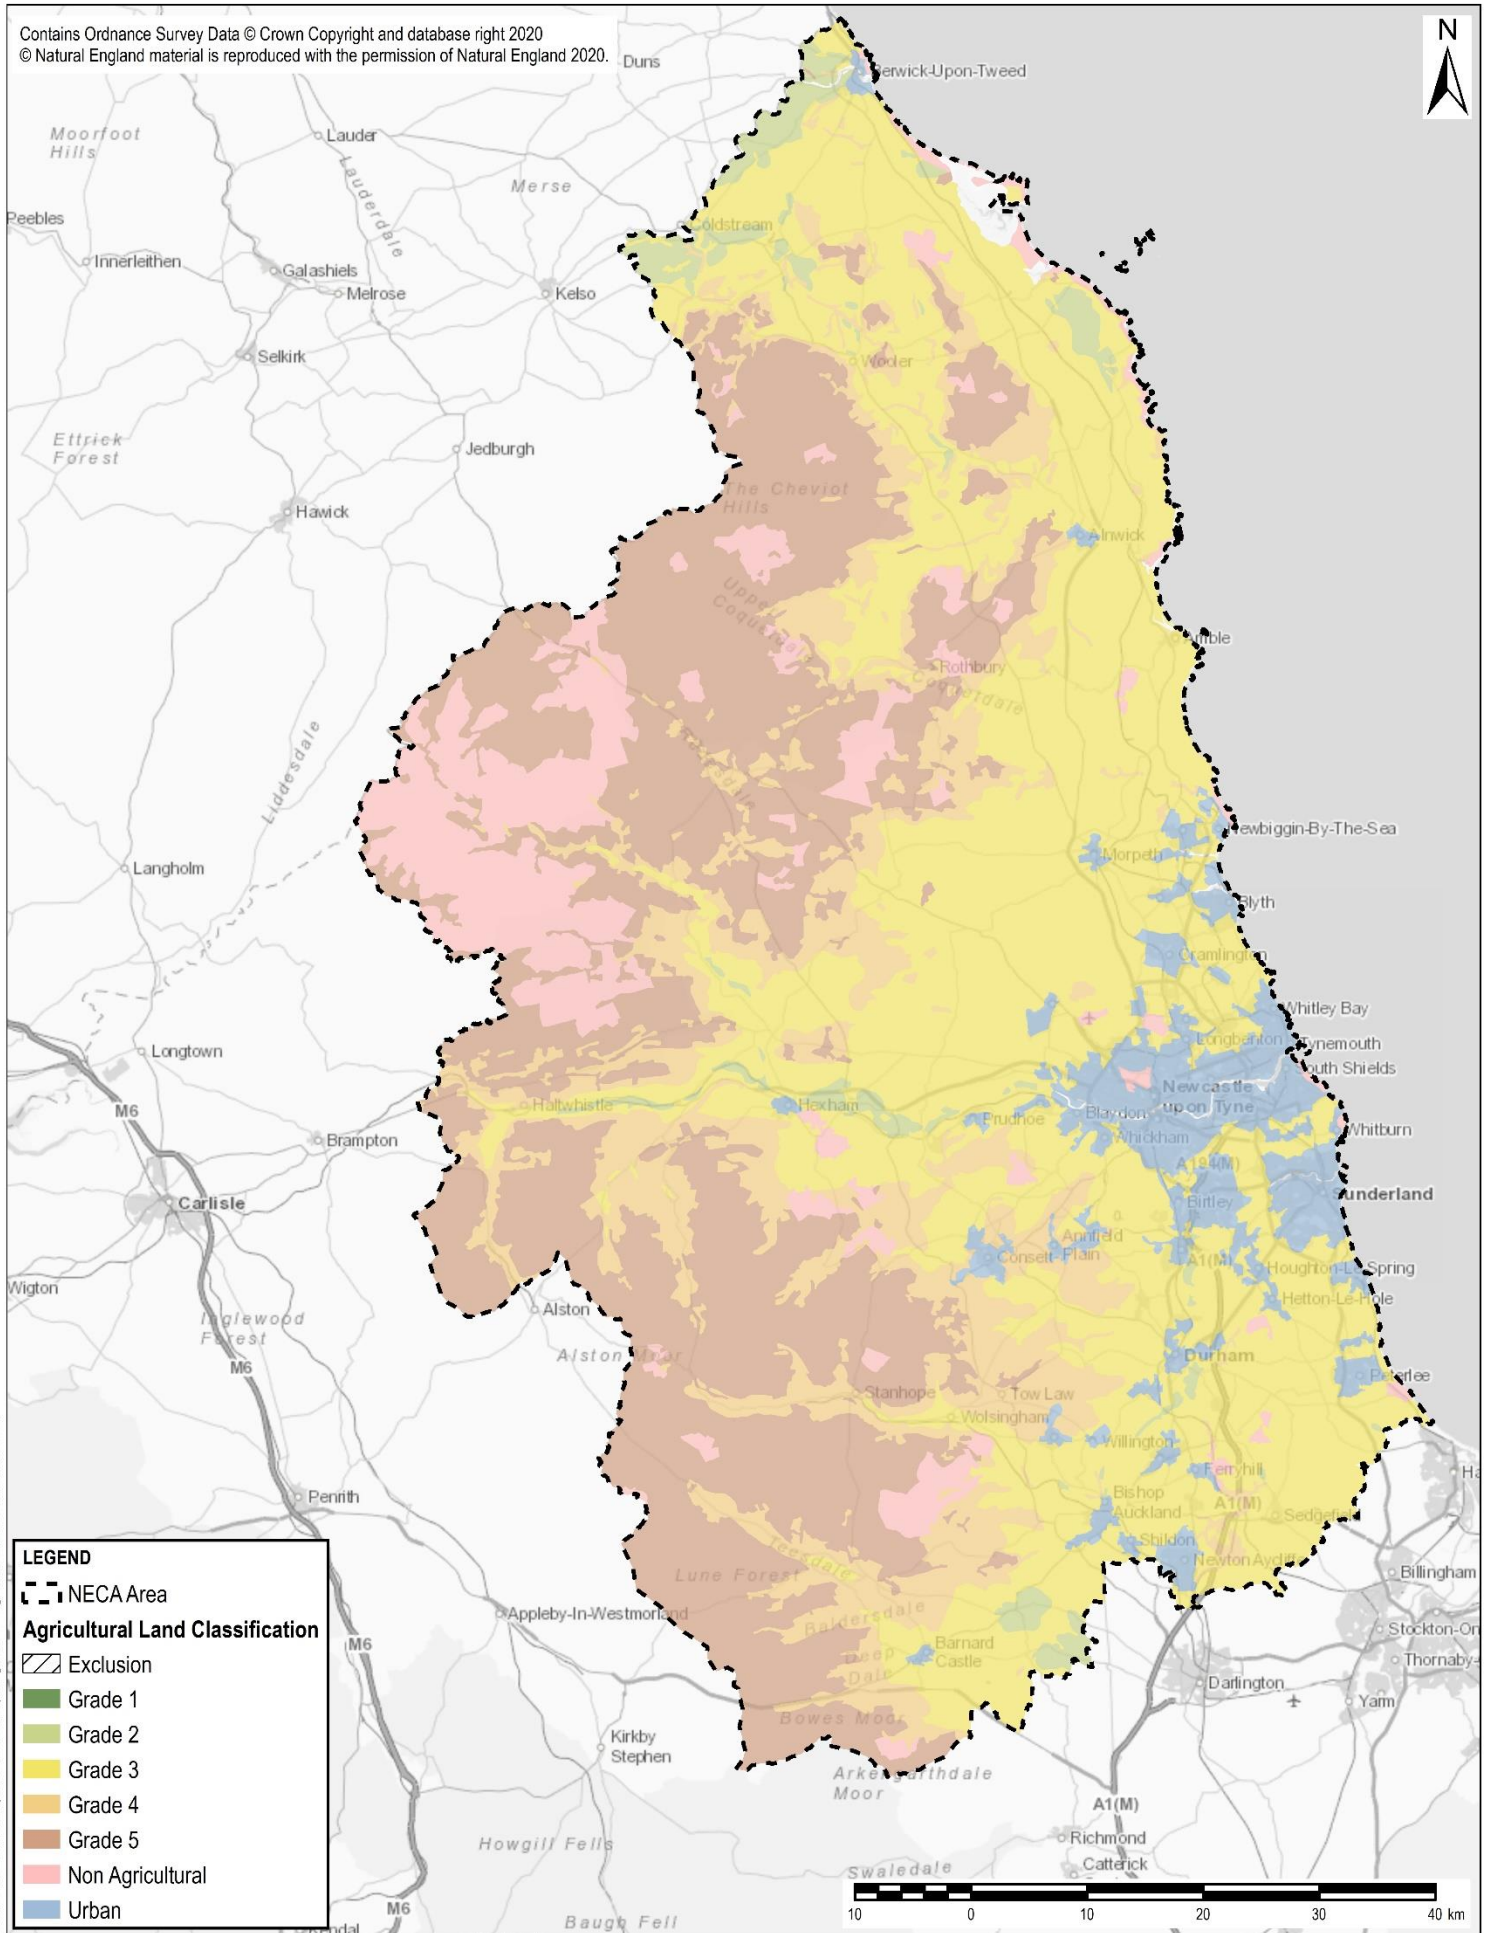 Contains Ordnance Survey Data © Crown Copyright and database right 2020
© Natural England material is reproduced with the permission of Natural England 2020.
N
Duns
Berwick-Upon-Tweed
Moorfoot
Hills
Lauder
Lauderdale
Merse
Peebles
Coldstream
Innerleithen
Galashiels
Melrose
Kelso
Selkirk
Wooler
Ettrick
Forest
Jedburgh
The Cheviot
Hills
Hawick
Alnwick
Upper
Coquetdale
Amble
Rothbury
Coquetdale
Liddesdale
Redesdale
Newbiggin-By-The-Sea
Morpeth
Langholm
Blyth
Cramlington
Whitley Bay
Longbenton
Tynemouth
Longtown
South Shields
Newcastle
upon Tyne
M6
Haltwhistle
Hexham
Prudhoe
Blaydon
Whickham
Whitburn
Brampton
A194(M)
Carlisle
Birtley
Sunderland
Annfield
Plain
Consett
A1(M)
Houghton-Le-Spring
Wigton
Hetton-Le-Hole
Alston
Inglewood
Forest
Alston Moor
M6
Durham
Peterlee
Stanhope
Tow Law
Wolsingham
Willington
Ferryhill
Ha
Penrith
Bishop
Auckland
A1(M)
Sedgefield
Shildon
Newton Aycliffe
Teesdale
Lune Forest
Billingham
Appleby-In-Westmorland
Baldersdale
Stockton-On
M6
Deep
Dale
Barnard
Castle
Thornaby-
Darlington
Yarm
Bowes Moor
Kirkby
Stephen
Arkengarthdale
Moor
A1(M)
Howgill Fells
Richmond
Catterick
Swaledale
M6
Kendal
Baugh Fell
LEGEND
NECA Area
Agricultural Land Classification
Exclusion
Grade 1
Grade 2
Grade 3
Grade 4
Grade 5
Non Agricultural
Urban
10 0 10 20 30 40 km